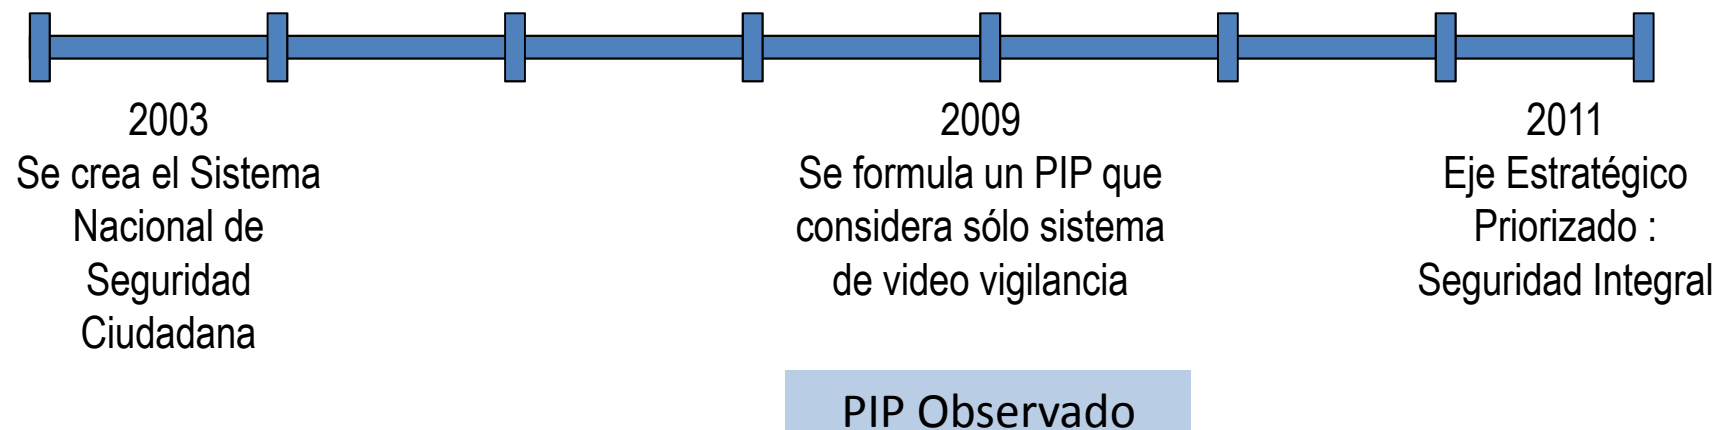 2003
Se crea el Sistema
Nacional de
Seguridad
Ciudadana
2009
Se formula un PIP que
considera sólo sistema
de video vigilancia
PIP Observado
2011
Eje Estratégico
Priorizado :
Seguridad Integral